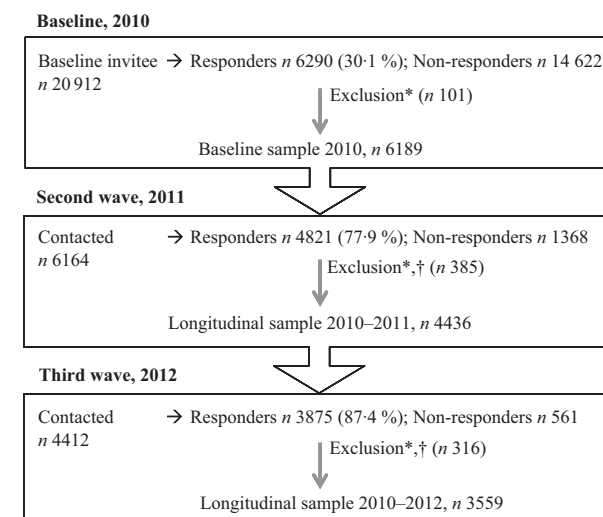 Baseline, 2010
Baseline invitee → Responders n 6290 (30·1 %); Non-responders n 14 622
n 20 912
Exclusion* (n 101)
Baseline sample 2010, n 6189
Second wave, 2011
Contacted → Responders n 4821 (77·9 %); Non-responders n 1368
n 6164
Exclusion*,† (n 385)
Longitudinal sample 2010–2011, n 4436
Third wave, 2012
Contacted → Responders n 3875 (87·4 %); Non-responders n 561
n 4412
Exclusion*,† (n 316)
Longitudinal sample 2010–2012, n 3559